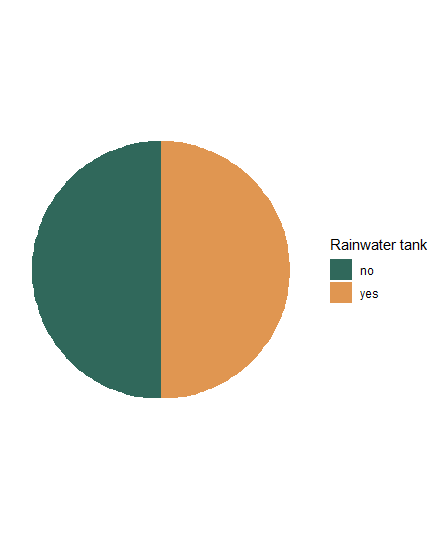 Rainwater tank
no
yes